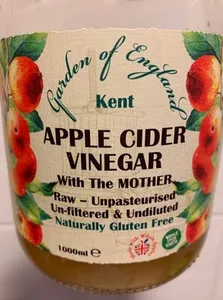 Garden of England
Kent
APPLE CIDER
VINEGAR
With The MOTHER
Raw – Unpasteurised
Un-filtered & Undiluted
Naturally Gluten Free
1000ml e